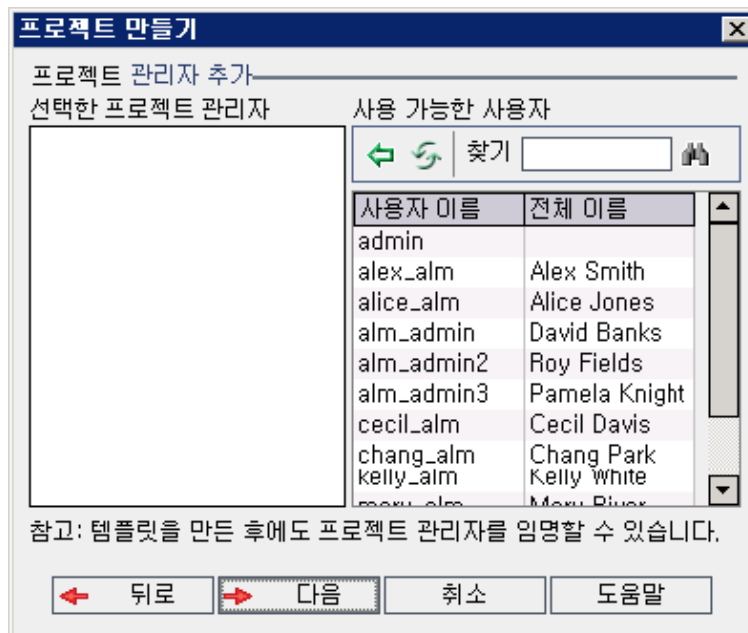 프로젝트 만들기
프로젝트 관리자 추가
선택한 프로젝트 관리자
사용 가능한 사용자
찾기
사용자 이름 전체 이름
admin
alex_alm Alex Smith
alice_alm Alice Jones
alm_admin David Banks
alm_admin2 Roy Fields
alm_admin3 Pamela Knight
cecil_alm Cecil Davis
chang_alm Chang Park
kelly_alm Kelly White
mary_alm Mary River
참고: 템플릿을 만든 후에도 프로젝트 관리자를 임명할 수 있습니다.
뒤로 다음 취소 도움말